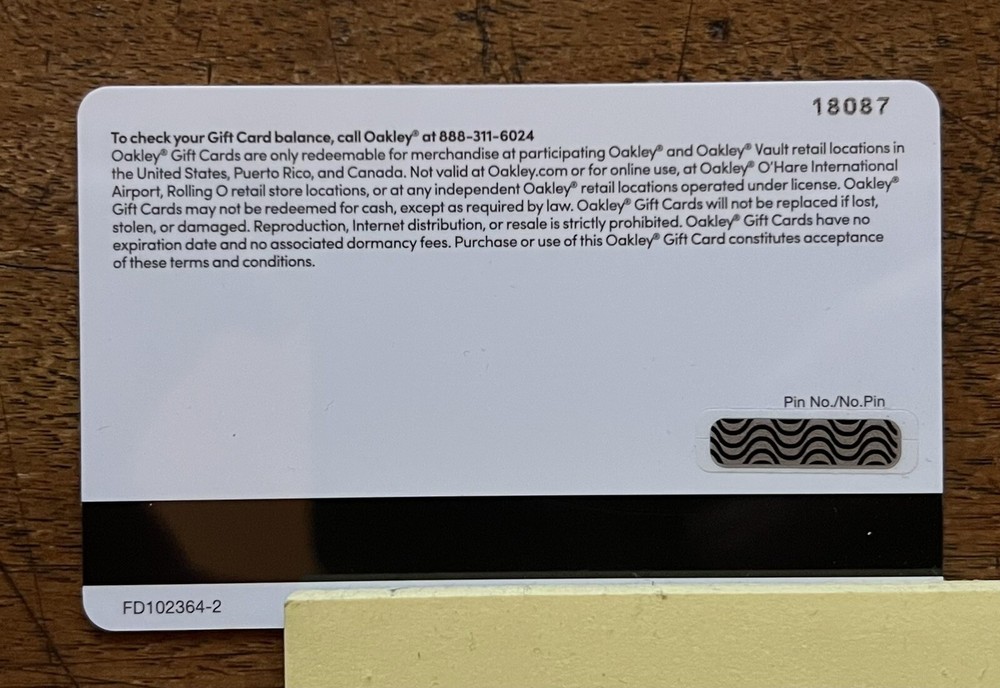 18087
To check your Gift Card balance, call Oakley® at 888-311-6024
Oakley® Gift Cards are only redeemable for merchandise at participating Oakley® and Oakley® Vault retail locations in
the United States, Puerto Rico, and Canada. Not valid at Oakley.com or for online use, at Oakley® O'Hare International
Airport, Rolling O retail store locations, or at any independent Oakley® retail locations operated under license. Oakley®
Gift Cards may not be redeemed for cash, except as required by law. Oakley® Gift Cards will not be replaced if lost,
stolen, or damaged. Reproduction, Internet distribution, or resale is strictly prohibited. Oakley® Gift Cards have no
expiration date and no associated dormancy fees. Purchase or use of this Oakley® Gift Card constitutes acceptance
of these terms and conditions.
Pin No./No.Pin
FD102364-2